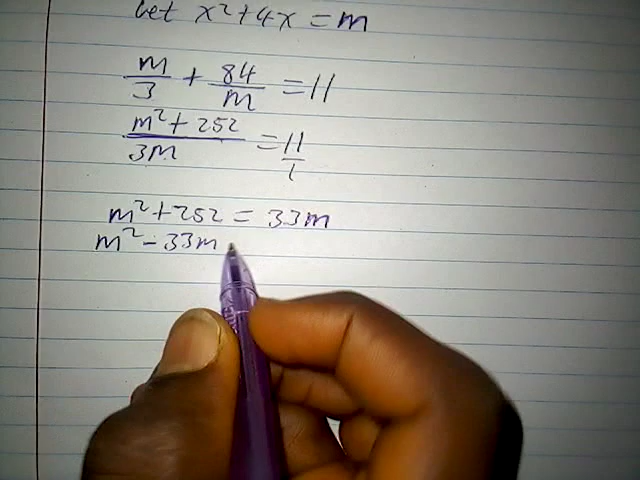 let x²+4x = m
m/3 + 84/m = 11
m² + 252/3m = 11/1
m²+252 = 33m
m² - 33m